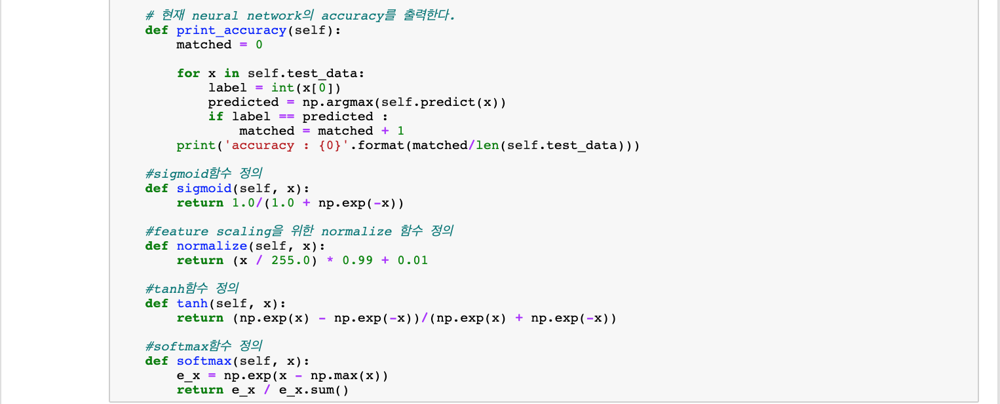 # 현재 neural network의 accuracy를 출력한다.
def print_accuracy(self):
    matched = 0

    for x in self.test_data:
        label = int(x[0])
        predicted = np.argmax(self.predict(x))
        if label == predicted :
            matched = matched + 1
    print('accuracy : {0}'.format(matched/len(self.test_data)))

#sigmoid함수 정의
def sigmoid(self, x):
    return 1.0/(1.0 + np.exp(-x))

#feature scaling을 위한 normalize 함수 정의
def normalize(self, x):
    return (x / 255.0) * 0.99 + 0.01

#tanh함수 정의
def tanh(self, x):
    return (np.exp(x) - np.exp(-x))/(np.exp(x) + np.exp(-x))

#softmax함수 정의
def softmax(self, x):
    e_x = np.exp(x - np.max(x))
    return e_x / e_x.sum()